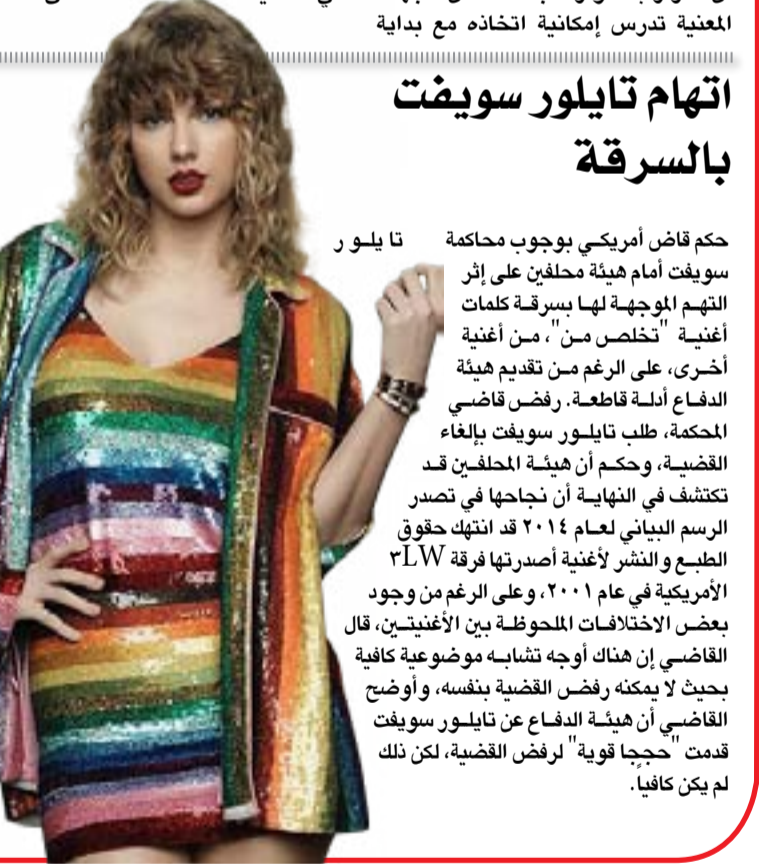 المعنية تدرس إمكانية اتخاذه مع بداية
اتهام تايلور سويفت
بالسرقة
حكم قاض أمريكي بوجوب محاكمة تايلور
سويفت أمام هيئة محلفين على إثر
التهم الموجهة لها بسرقة كلمات
أغنية "تخلص من"، من أغنية
أخرى، على الرغم من تقديم هيئة
الدفاع أدلة قاطعة. رفض قاضي
المحكمة، طلب تايلور سويفت بإلغاء
القضية، وحكم أن هيئة المحلفين قد
تكتشف في النهاية أن نجاحها في تصدر
الرسم البياني لعام ٢٠١٤ قد انتهك حقوق
الطبع والنشر لأغنية أصدرتها فرقة ٣LW
الأمريكية في عام ٢٠٠١، وعلى الرغم من وجود
بعض الاختلافات الملحوظة بين الأغنيتين، قال
القاضي إن هناك أوجه تشابه موضوعية كافية
بحيث لا يمكنه رفض القضية بنفسه، وأوضح
القاضي أن هيئة الدفاع عن تايلور سويفت
قدمت "حججا قوية" لرفض القضية، لكن ذلك
لم يكن كافيا.